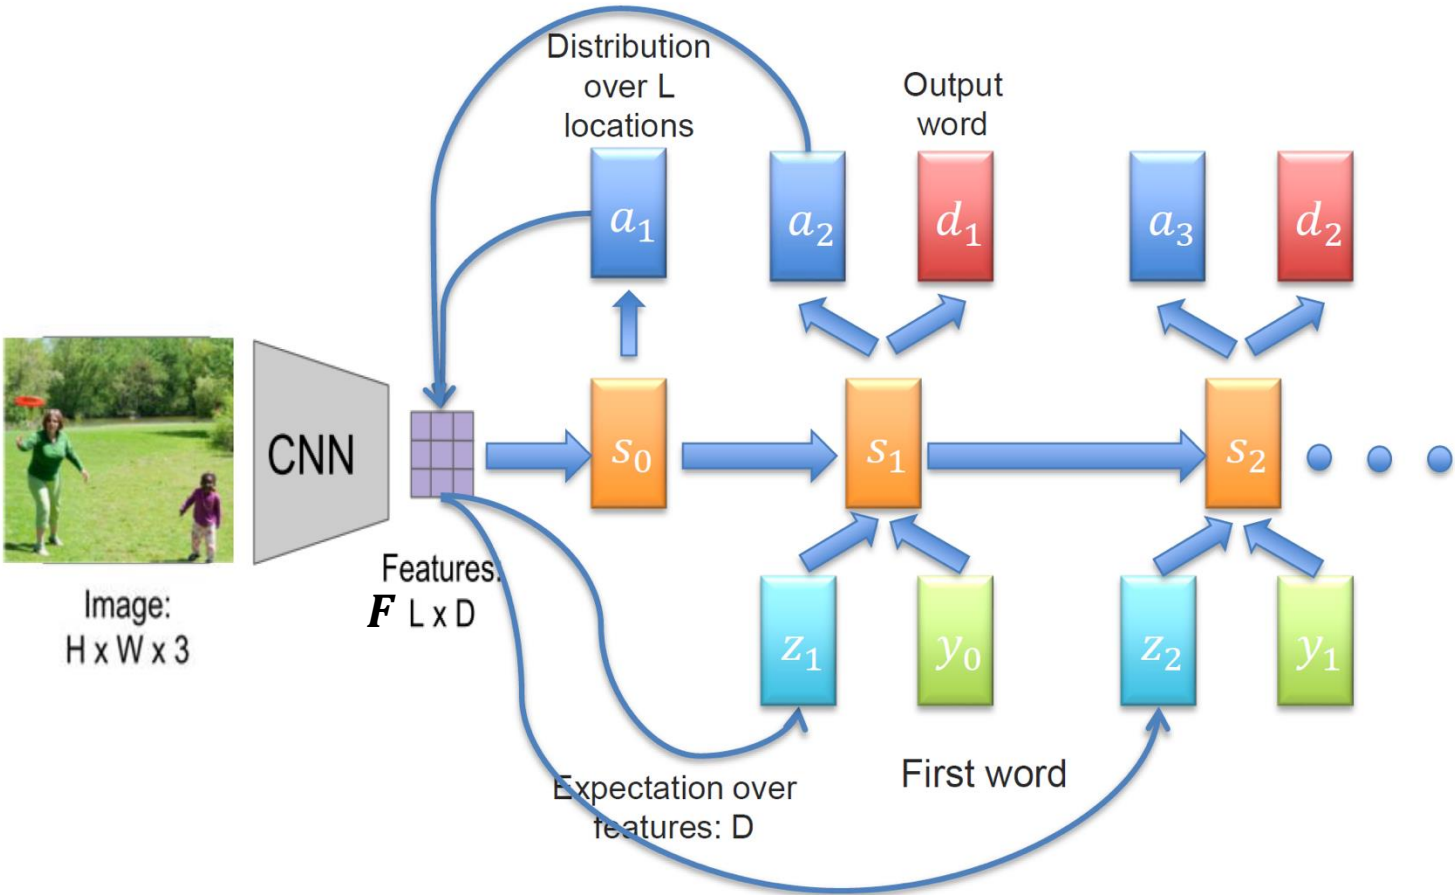 Distribution
over L
locations
Output
word
a₁
a₂
d₁
a₃
d₂
CNN
s₀
s₁
s₂
Features:
F L x D
Image:
H x W x 3
z₁
y₀
z₂
y₁
First word
Expectation over
features: D